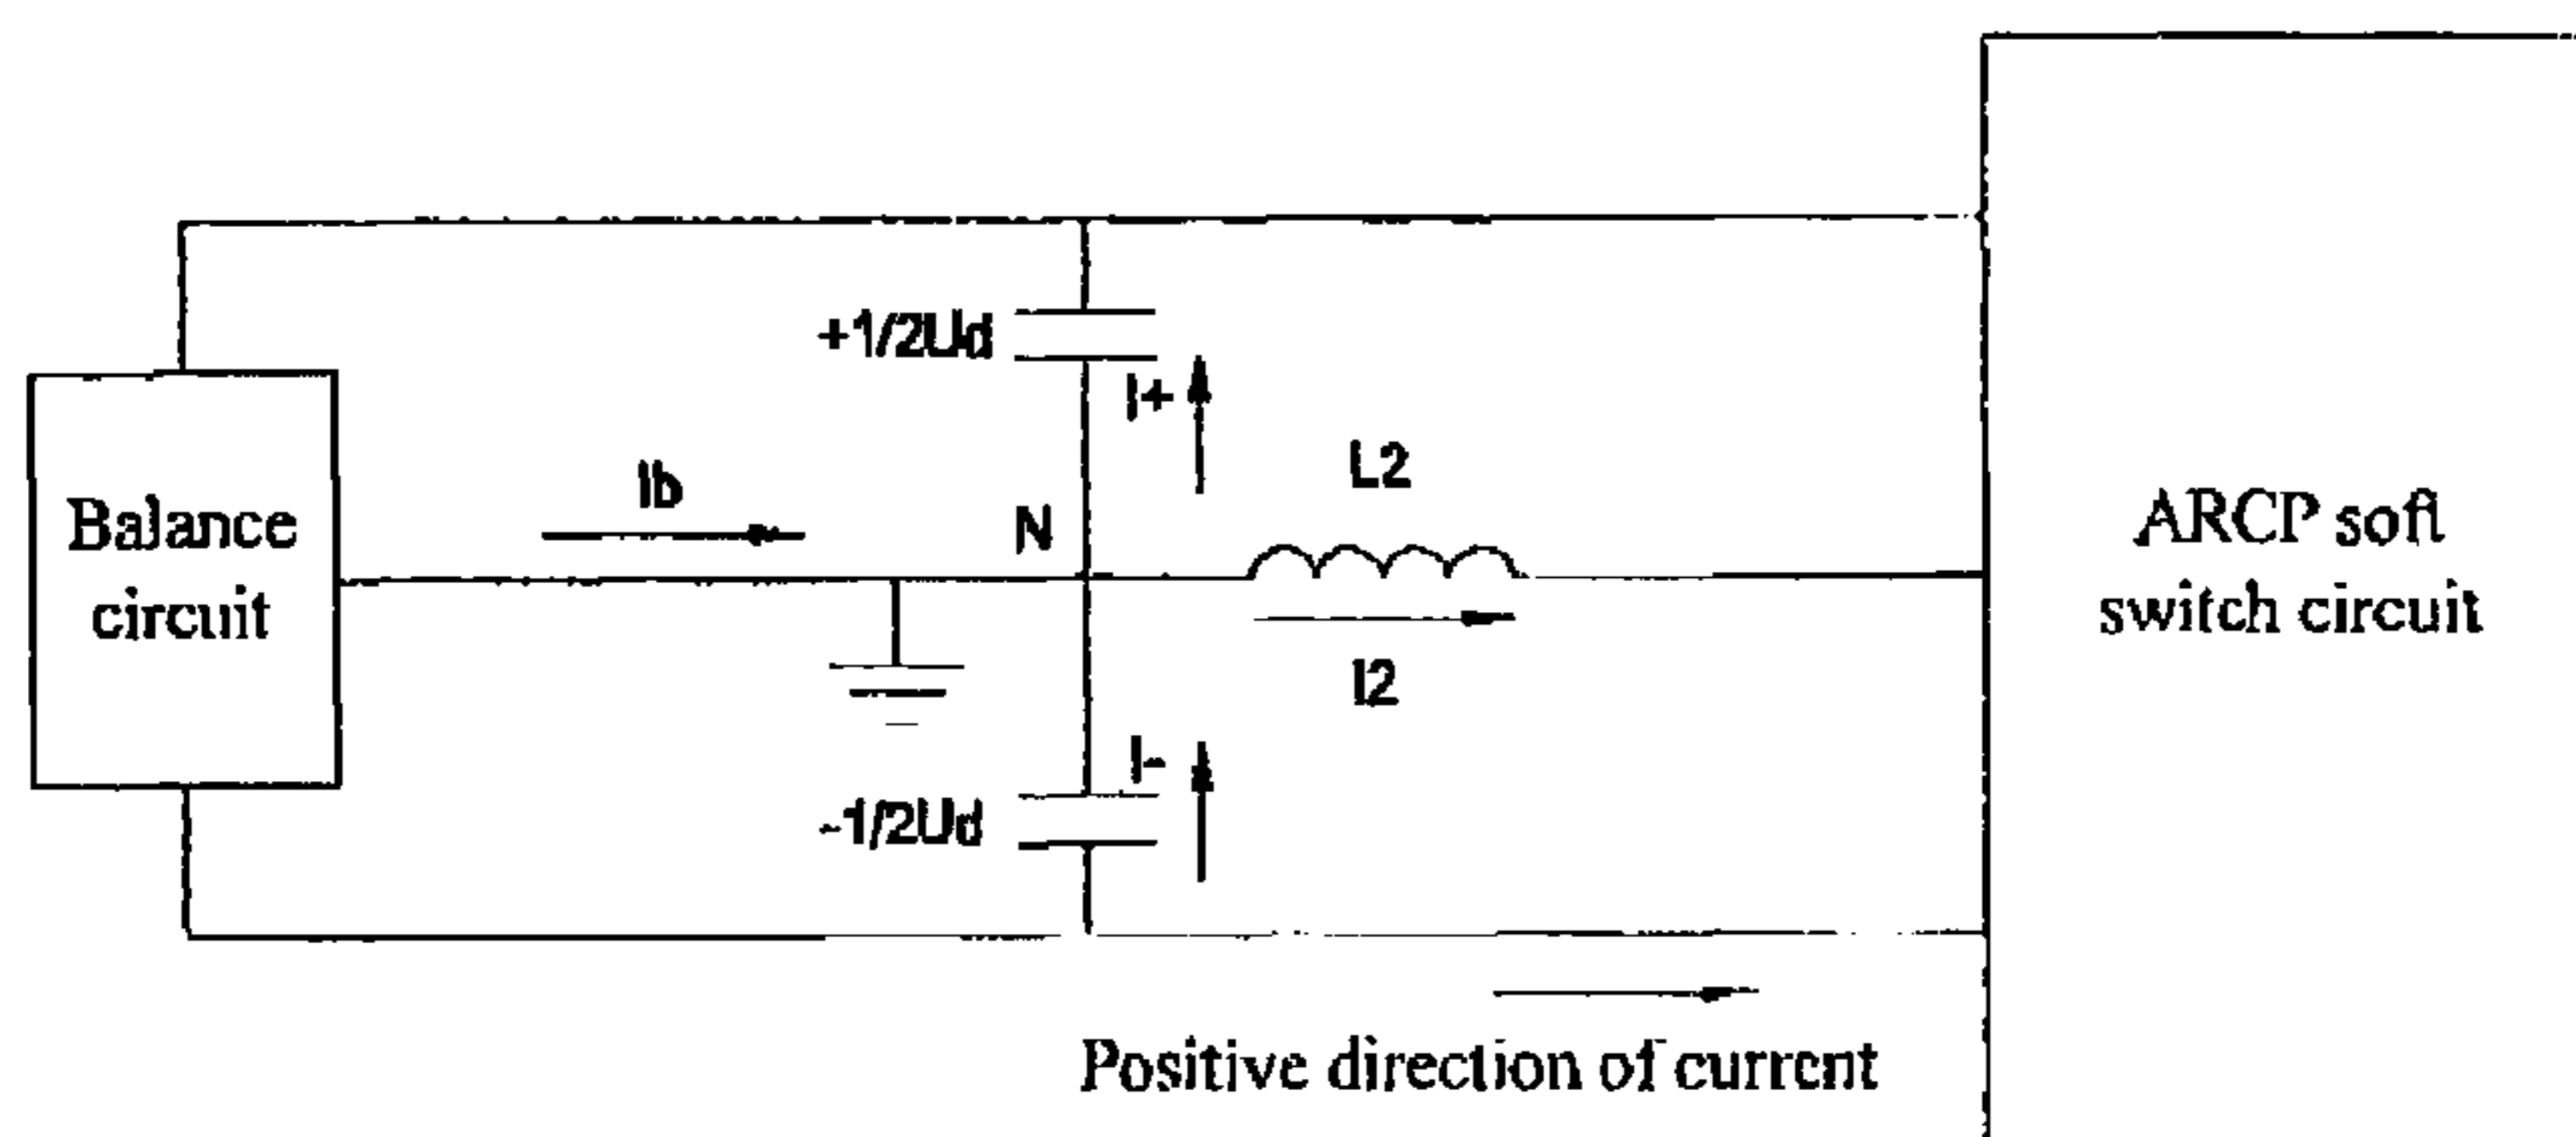 +1/2Ud
I+
L2
Ib
N
Balance
circuit
ARCP soft
switch circuit
I2
I-
-1/2Ud
Positive direction of current